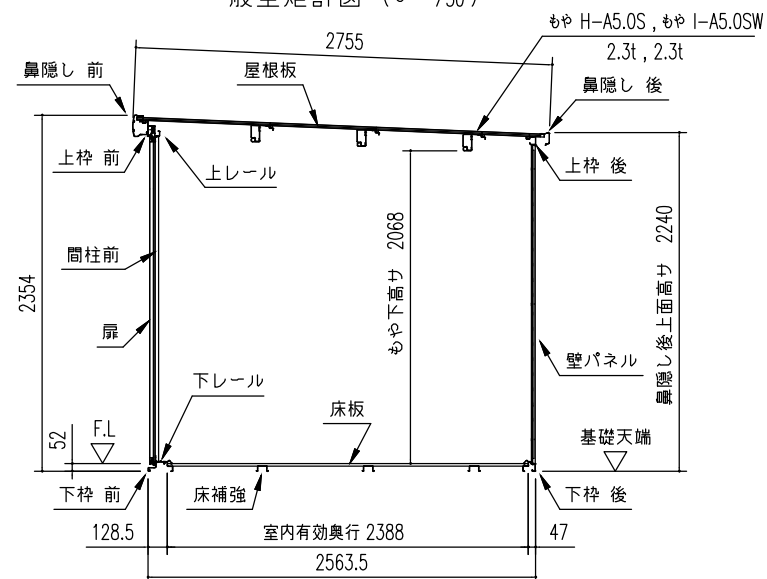 2755
もや H-A5.0S , もや I-A5.0SW
2.3t , 2.3t
鼻隠し 前
屋根板
鼻隠し 後
上枠 前
上レール
上枠 後
間柱前
もや下高サ 2068
鼻隠し後上面高サ 2240
2354
扉
壁パネル
下レール
床板
52
F.L
基礎天端
下枠 前
床補強
下枠 後
128.5
室内有効奥行 2388
47
2563.5